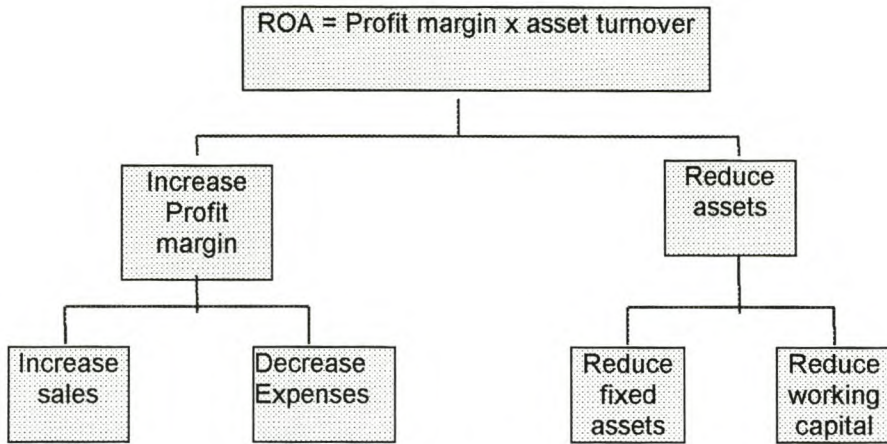 ROA = Profit margin x asset turnover
Increase
Profit
margin
Reduce
assets
Increase
sales
Decrease
Expenses
Reduce
fixed
assets
Reduce
working
capital